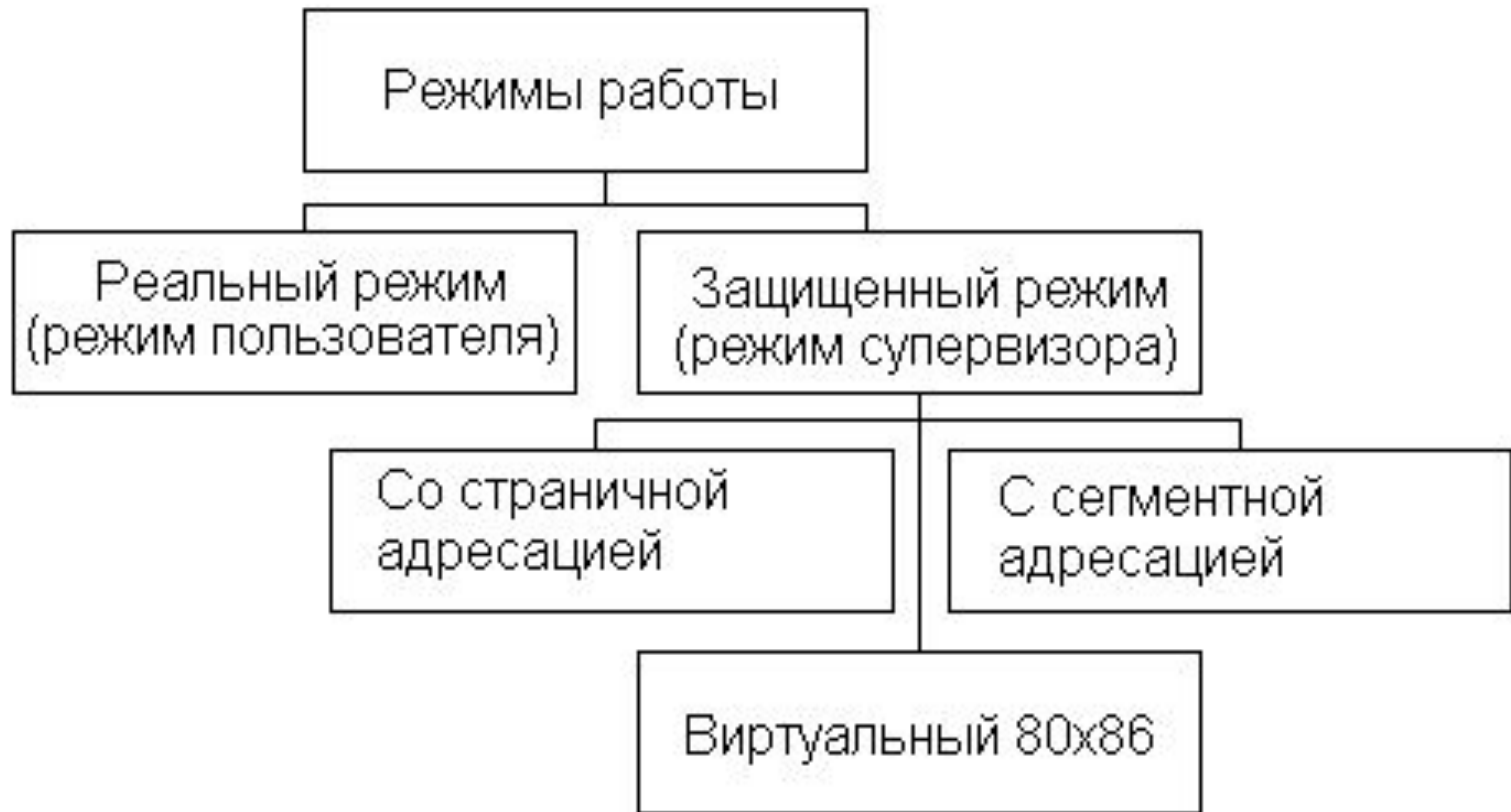 Режимы работы
Реальный режим
(режим пользователя)
Защищенный режим
(режим супервизора)
Со страничной
адресацией
С сегментной
адресацией
Виртуальный 80x86